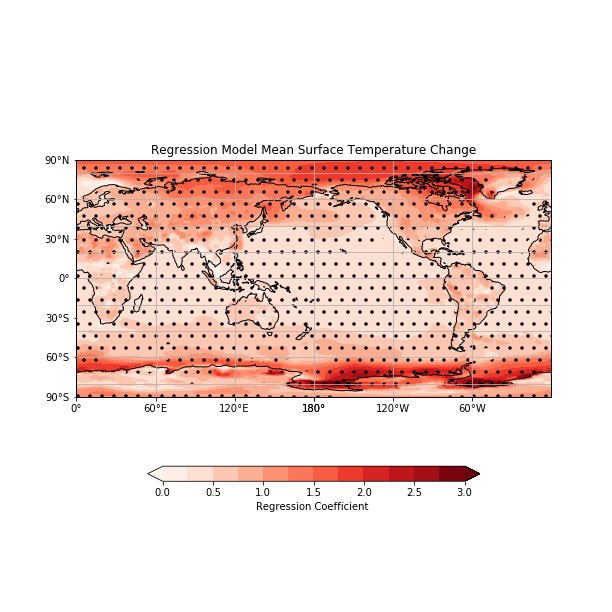 Regression Model Mean Surface Temperature Change
90°N
60°N
30°N
0°
30°S
60°S
90°S
0° 60°E 120°E 180° 120°W 60°W
0.0 0.5 1.0 1.5 2.0 2.5 3.0
Regression Coefficient